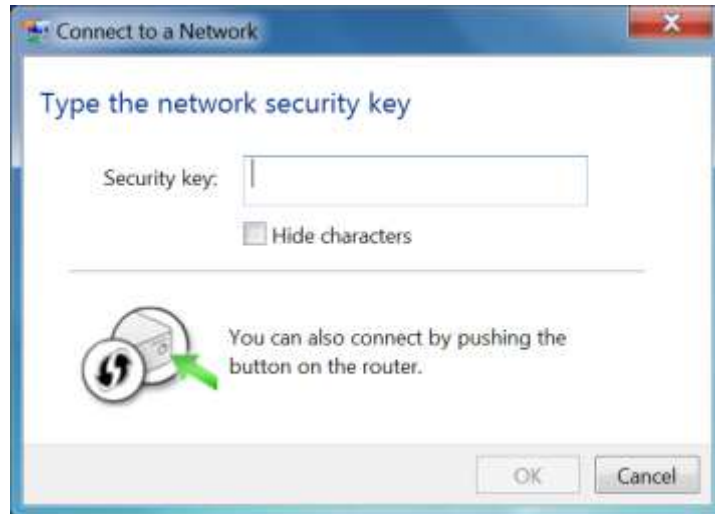 Connect to a Network
Type the network security key
Security key:
Hide characters
You can also connect by pushing the
button on the router.
OK
Cancel